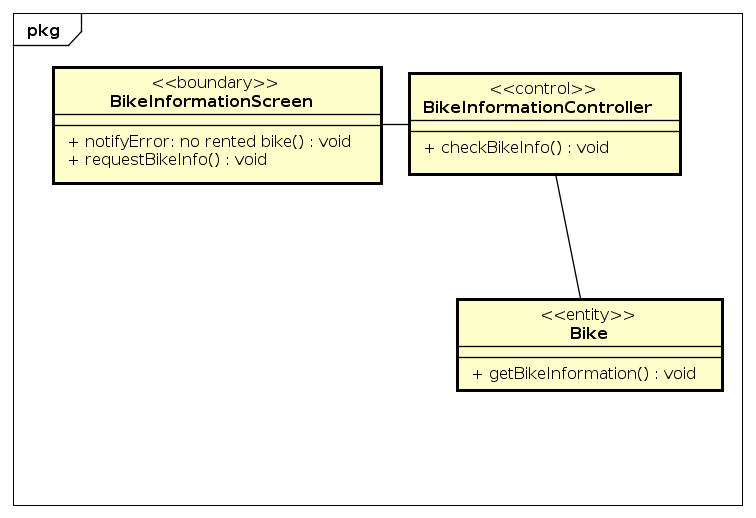 pkg
<<boundary>>
BikeInformationScreen
+ notifyError: no rented bike() : void
+ requestBikeInfo() : void
<<control>>
BikeInformationController
+ checkBikeInfo() : void
<<entity>>
Bike
+ getBikeInformation() : void